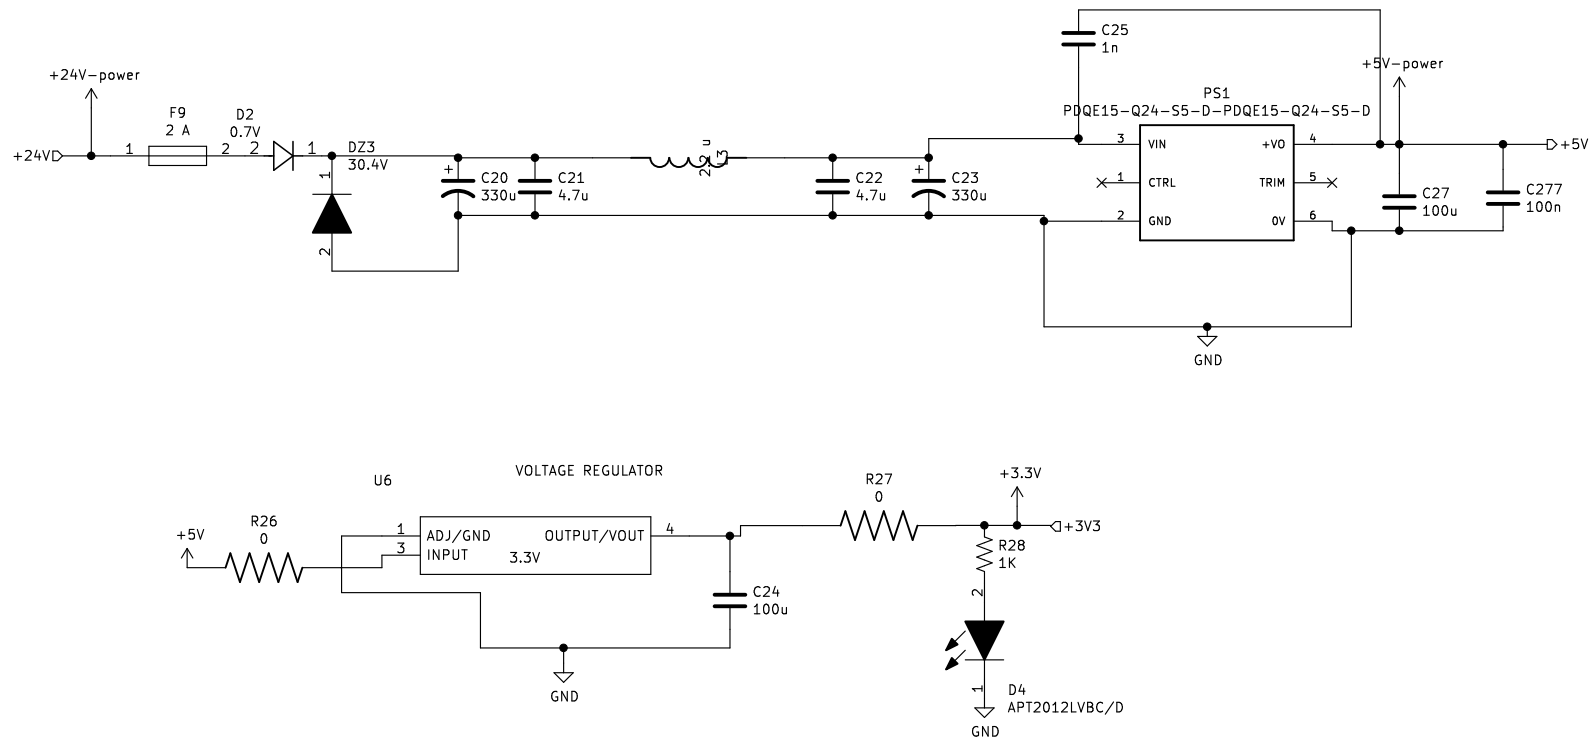 C25
1n
+24V-power
+5V-power
PS1
PDQE15-Q24-S5-D-PDQE15-Q24-S5-D
F9
2 A
D2
0.7V
+24V
1
2
2
1
DZ3
30.4V
1
2
+
C20
330u
C21
4.7u
2.2 u
L3
C22
4.7u
+
C23
330u
3
VIN
+VO
4
+5V
1
CTRL
TRIM
5
2
GND
0V
6
C27
100u
C277
100n
GND
VOLTAGE REGULATOR
U6
R27
0
+3.3V
R26
0
+5V
1
ADJ/GND
OUTPUT/VOUT
4
3
INPUT
3.3V
+3V3
R28
1K
C24
100u
2
1
D4
APT2012LVBC/D
GND
GND